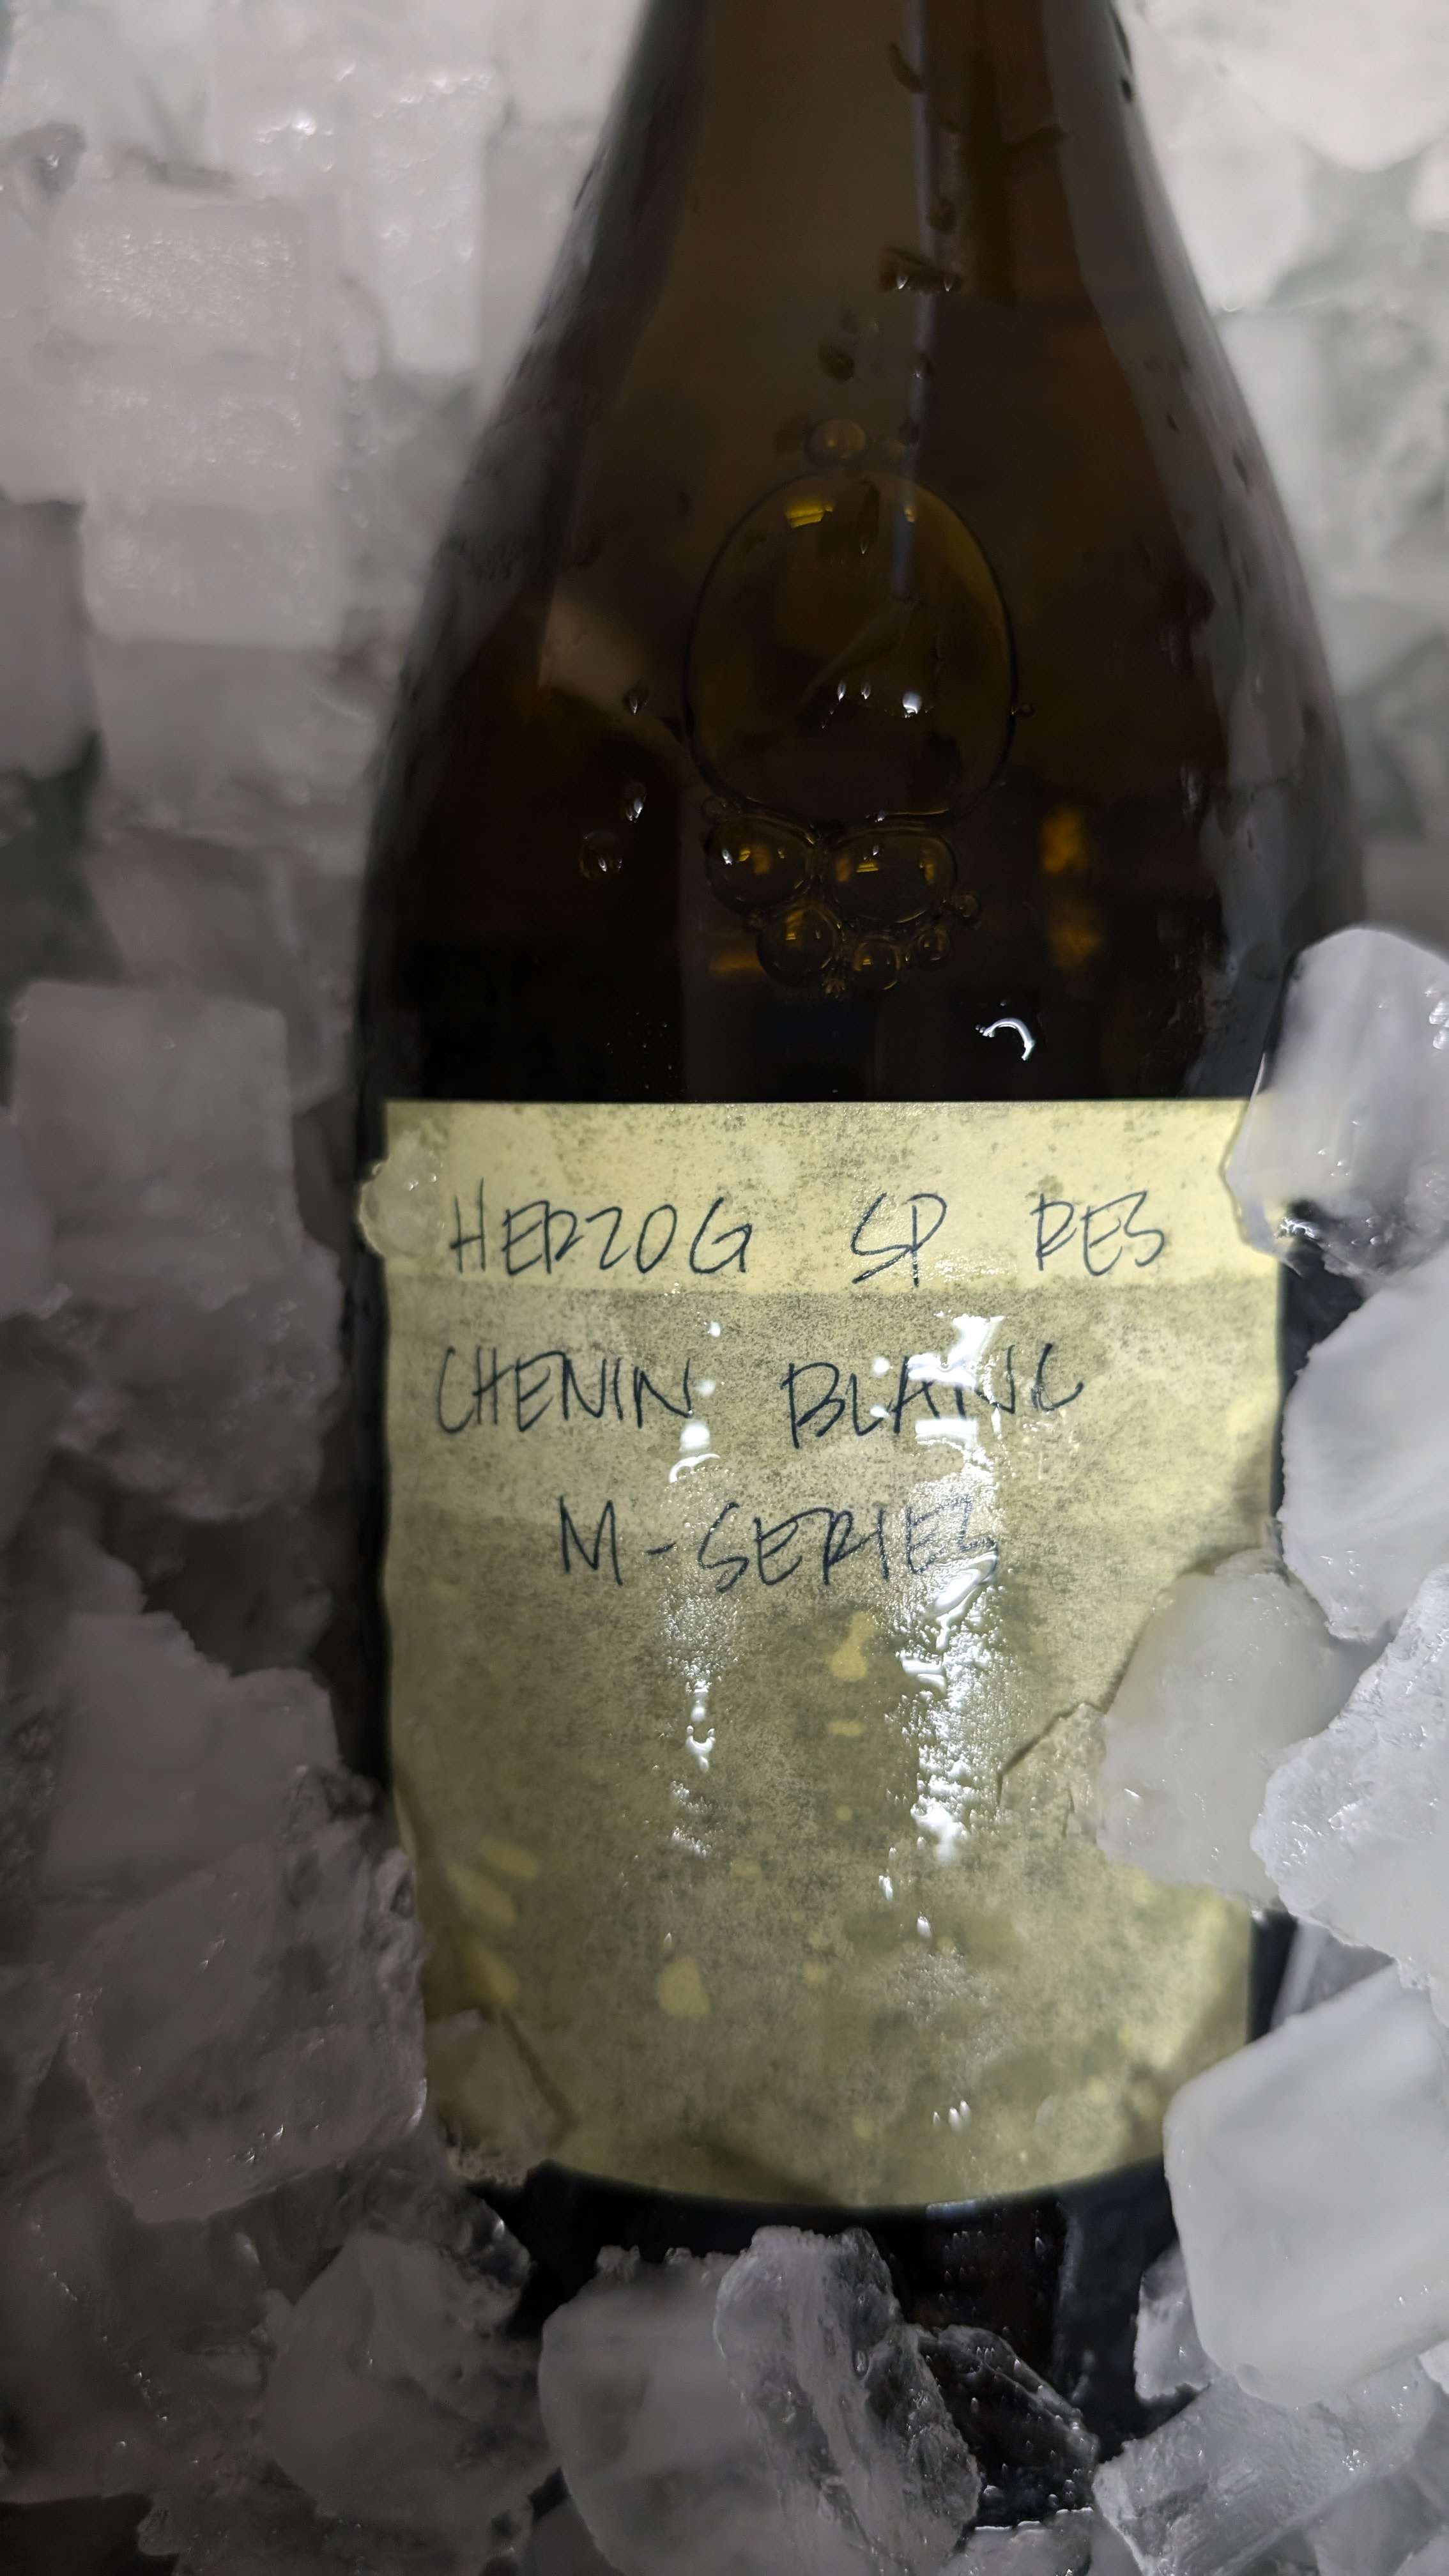 HERZOG SP RES
CHENIN BLANC
M-SERIES